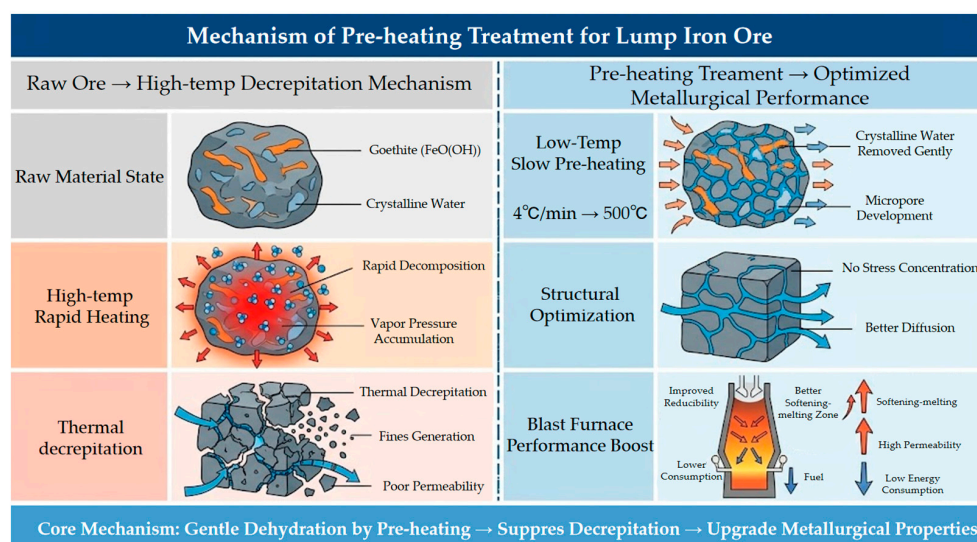 Mechanism of Pre-heating Treatment for Lump Iron Ore
Raw Ore → High-temp Decrepitation Mechanism
Raw Material State
Goethite (FeO(OH))
Crystalline Water
High-temp
Rapid Heating
Rapid Decomposition
Vapor Pressure
Accumulation
Thermal
decrepitation
Thermal Decrepitation
Fines Generation
Poor Permeability
Pre-heating Treament → Optimized
Metallurgical Performance
Low-Temp
Slow Pre-heating
4℃/min → 500℃
Crystalline Water
Removed Gently
Micropore
Development
Structural
Optimization
No Stress Concentration
Better Diffusion
Blast Furnace
Performance Boost
Improved
Reducibility
Better
Softening-
melting Zone
Lower
Consumption
Fuel
Softening-melting
High Permeability
Low Energy
Consumption
Core Mechanism: Gentle Dehydration by Pre-heating → Suppres Decrepitation → Upgrade Metallurgical Properties